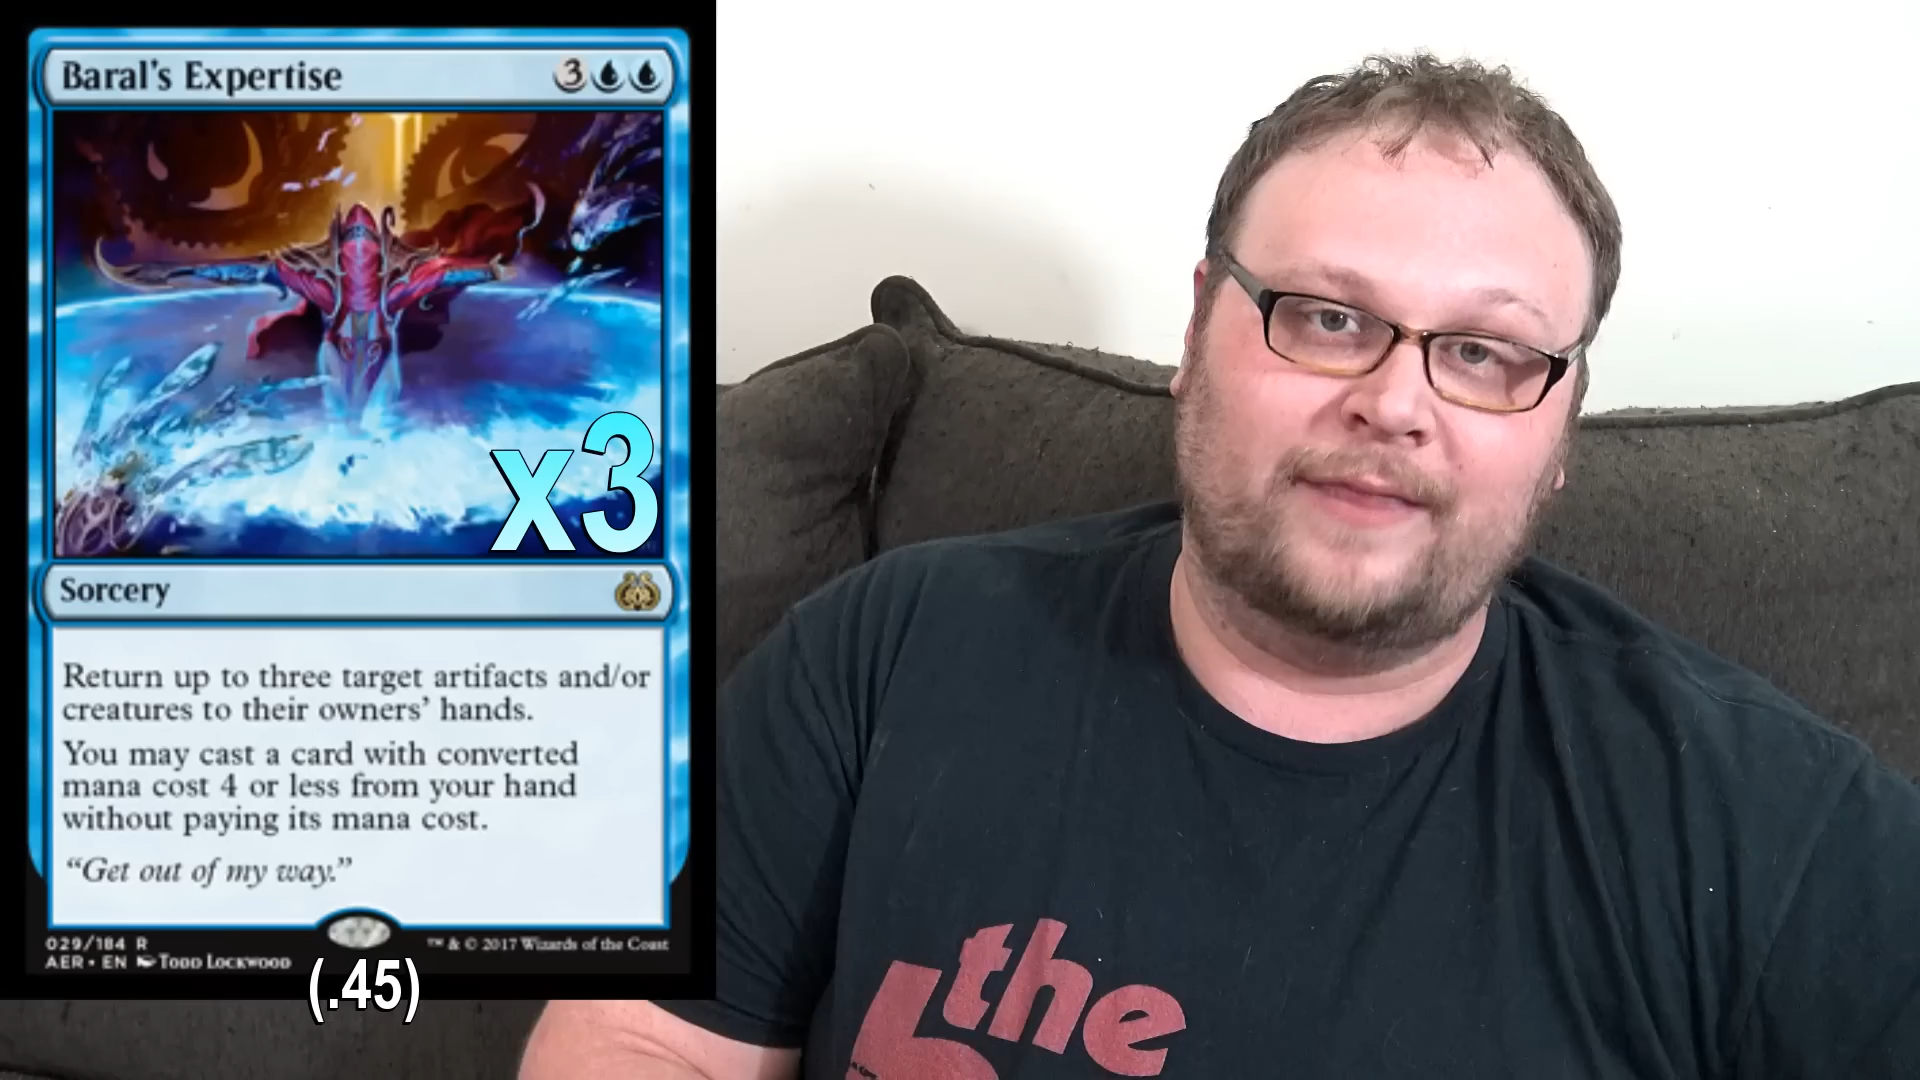 Baral's Expertise 3
x3
Sorcery
Return up to three target artifacts and/or
creatures to their owners' hands.
You may cast a card with converted
mana cost 4 or less from your hand
without paying its mana cost.
“Get out of my way.”
029/184 R
™ & © 2017 Wizards of the Coast
AER • EN Todd Lockwood
(.45)
the